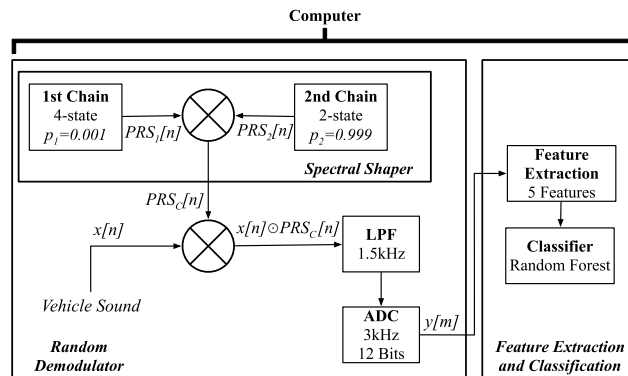 Computer
1st Chain
4-state
p₁=0.001
PRS₁[n]
PRS₂[n]
2nd Chain
2-state
p₂=0.999
Spectral Shaper
PRS_C[n]
x[n]
x[n]⊙PRS_C[n]
Vehicle Sound
LPF
1.5kHz
ADC
3kHz
12 Bits
y[m]
Random
Demodulator
Feature
Extraction
5 Features
Classifier
Random Forest
Feature Extraction
and Classification